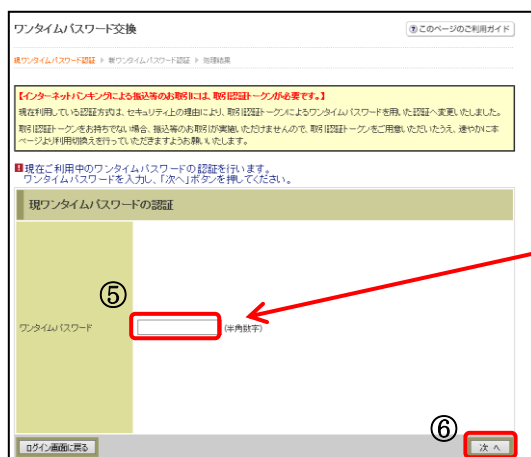 ワンタイムパスワード交換
?このページのご利用ガイド
現ワンタイムパスワード認証 ▶ 新ワンタイムパスワード認証 ▶ 処理結果
【インターネットバンキングによる振込等のお取引には、取引認証トークンが必要です。】
現在利用している認証方式は、セキュリティ上の理由により、取引認証トークンによるワンタイムパスワードを用いた認証へ変更いたしました。
取引認証トークンをお持ちでない場合、振込等のお取引が実施いただけませんので、取引認証トークンをご用意いただいたうえ、速やかに本
ページより利用切換えを行っていただきますようお願いいたします。
!現在ご利用中のワンタイムパスワードの認証を行います。
ワンタイムパスワードを入力し、「次へ」ボタンを押してください。
現ワンタイムパスワードの認証
⑤
ワンタイムパスワード
(半角数字)
⑥
ログイン画面に戻る
次 へ